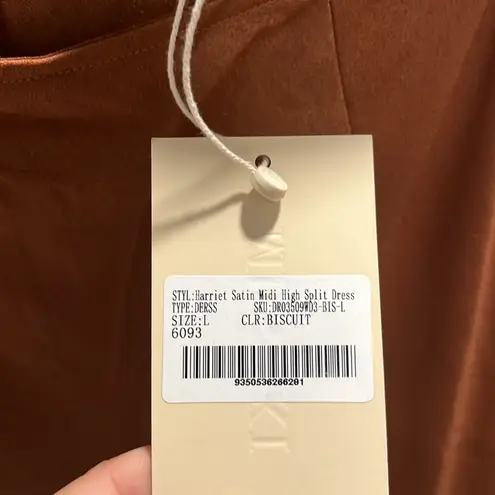 STYL:Harriet Satin Midi High Split Dress
TYPE:DERSS SKU:DR03509WD3-BIS-L
SIZE:L CLR:BISCUIT
6093
9350536266201